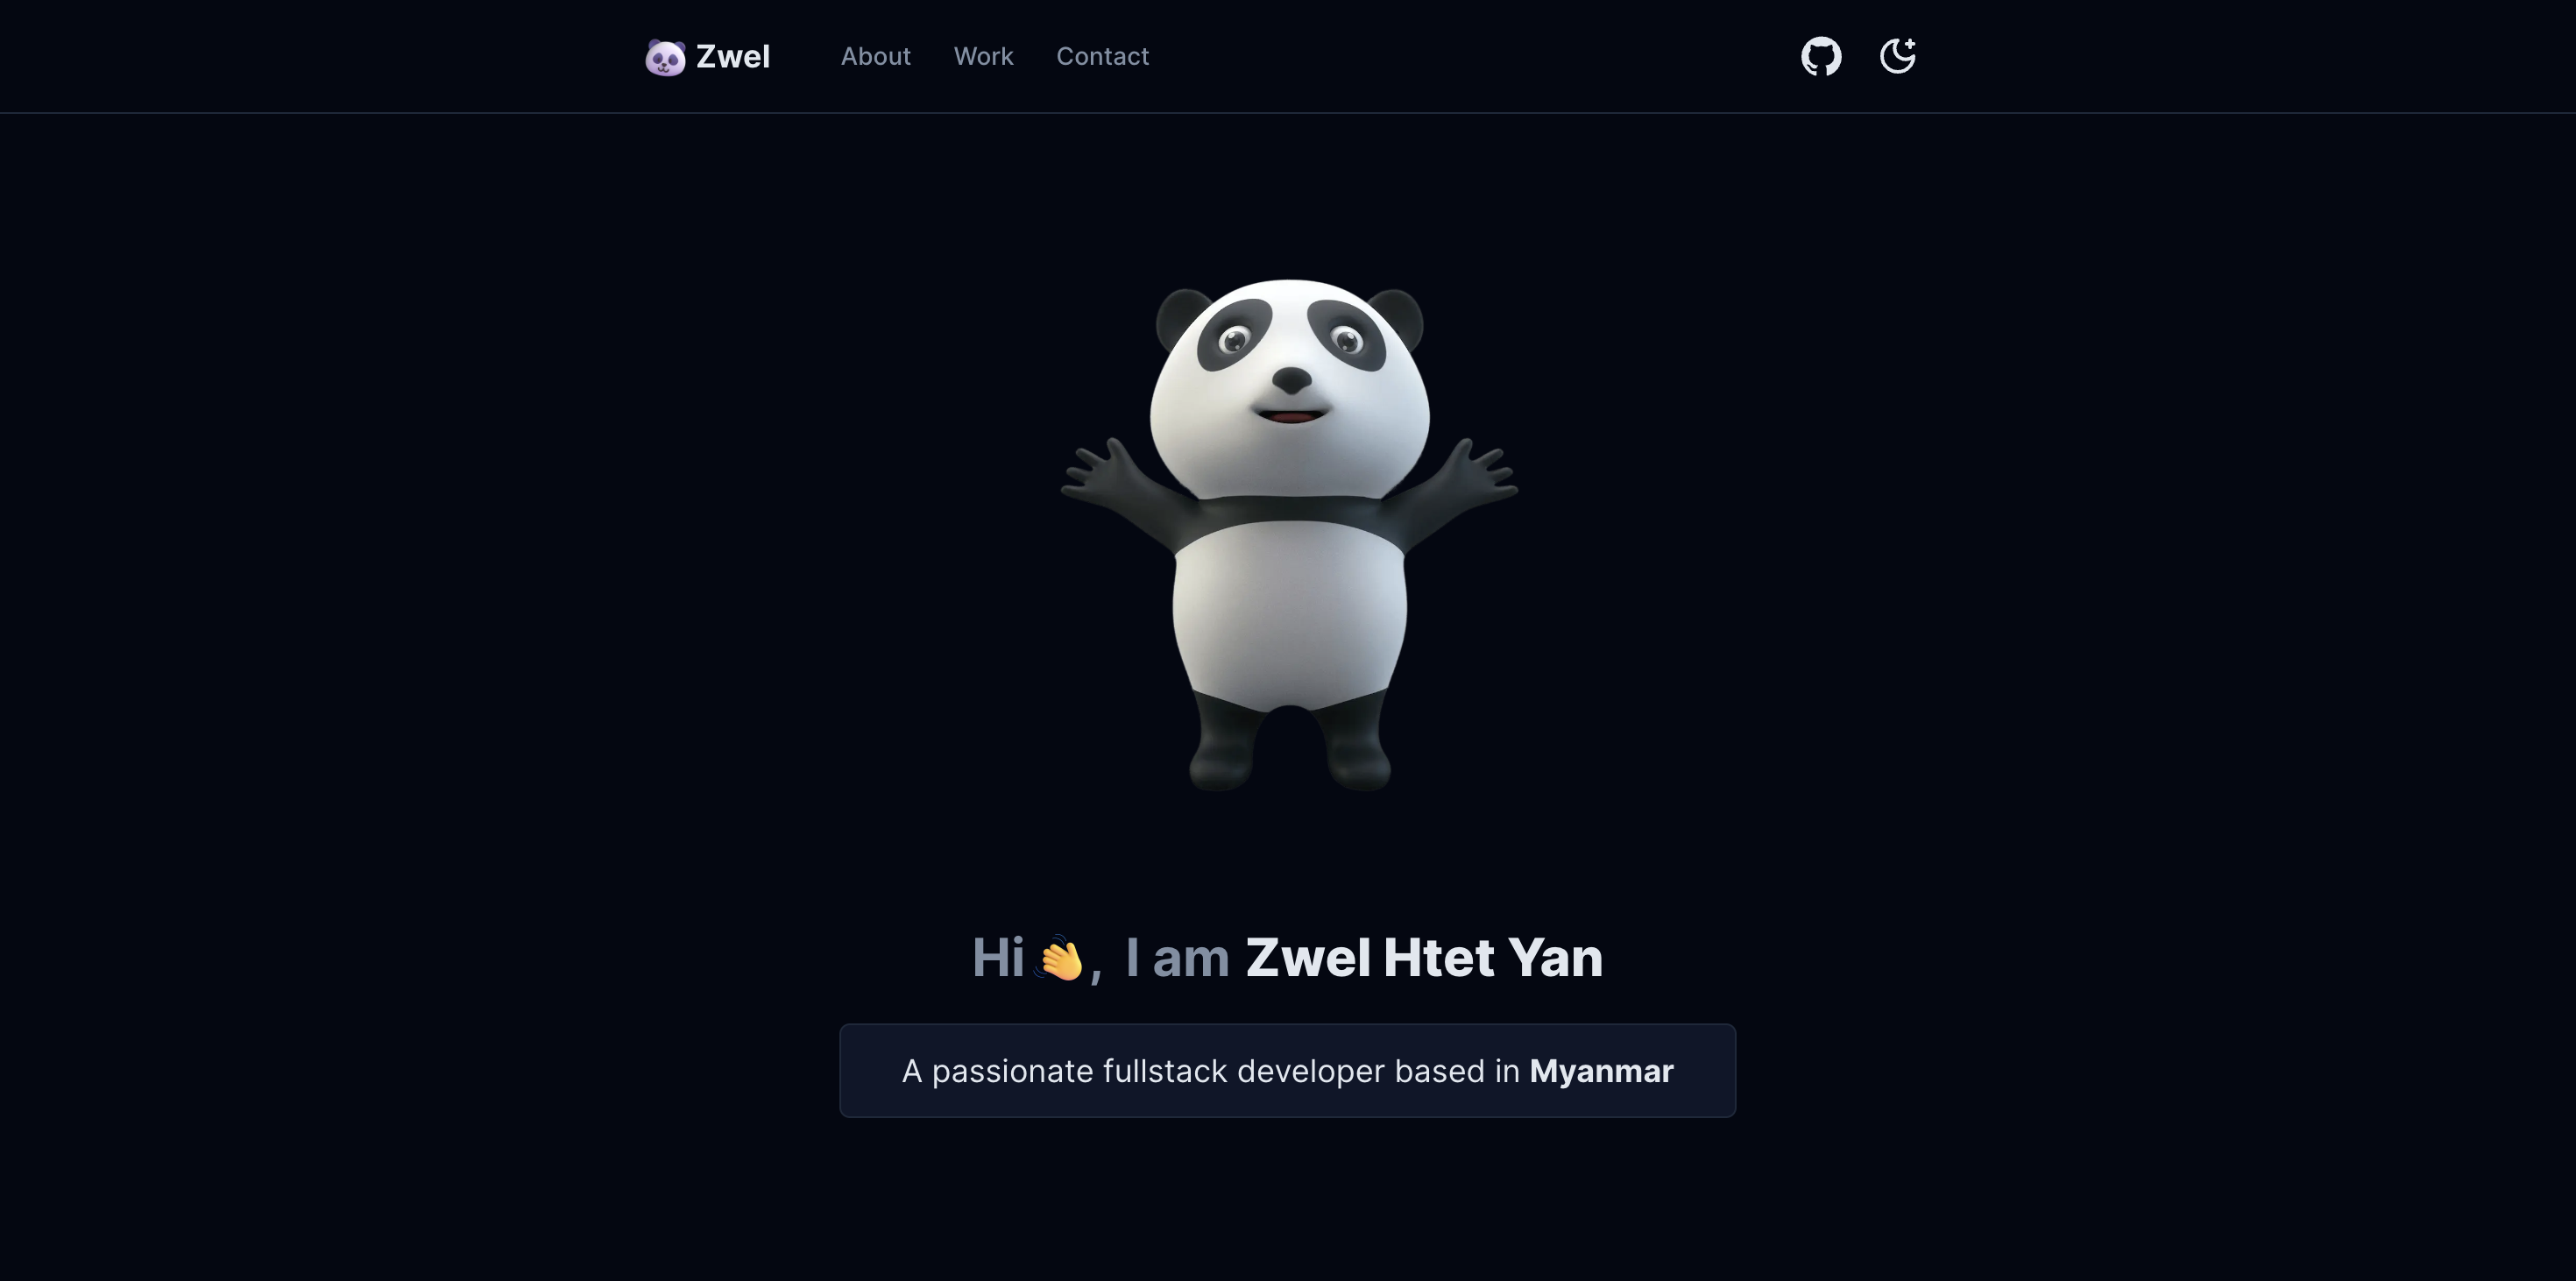 🐼 Zwel
About
Work
Contact
Hi 👋, I am Zwel Htet Yan
A passionate fullstack developer based in Myanmar